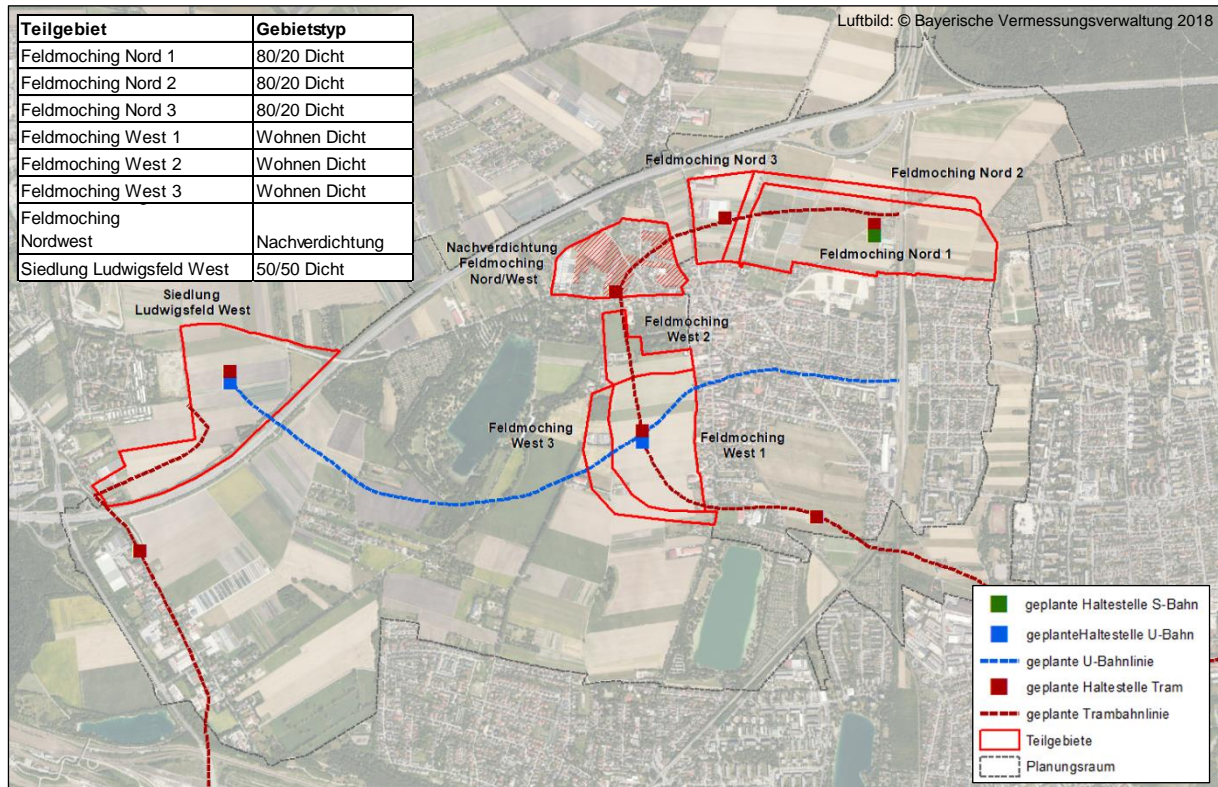 Luftbild: © Bayerische Vermessungsverwaltung 2018
Teilgebiet Gebietstyp
Feldmoching Nord 1 80/20 Dicht
Feldmoching Nord 2 80/20 Dicht
Feldmoching Nord 3 80/20 Dicht
Feldmoching West 1 Wohnen Dicht
Feldmoching West 2 Wohnen Dicht
Feldmoching West 3 Wohnen Dicht
Feldmoching
Nordwest Nachverdichtung
Siedlung Ludwigsfeld West 50/50 Dicht
Feldmoching Nord 3
Feldmoching Nord 2
Nachverdichtung
Feldmoching
Nord/West
Feldmoching Nord 1
Siedlung
Ludwigsfeld West
Feldmoching
West 2
Feldmoching
West 3
Feldmoching
West 1
geplante Haltestelle S-Bahn
geplanteHaltestelle U-Bahn
geplante U-Bahnlinie
geplante Haltestelle Tram
geplante Trambahnlinie
Teilgebiete
Planungsraum